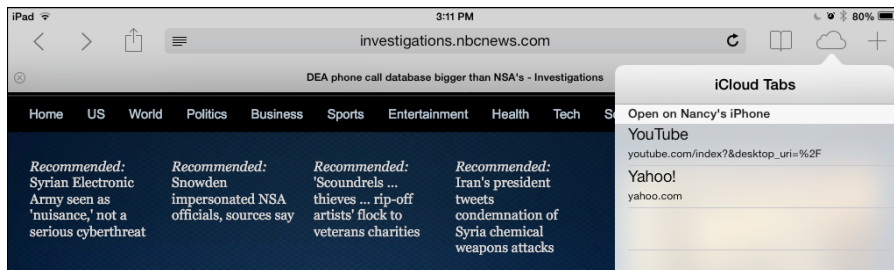 iPad 3:11 PM 80%
investigations.nbcnews.com
DEA phone call database bigger than NSA's - Investigations
Home US World Politics Business Sports Entertainment Health Tech
Recommended:
Syrian Electronic
Army seen as
'nuisance,' not a
serious cyberthreat
Recommended:
Snowden
impersonated NSA
officials, sources say
Recommended:
'Scoundrels ...
thieves ... rip-off
artists' flock to
veterans charities
Recommended:
Iran's president
tweets
condemnation of
Syria chemical
weapons attacks
iCloud Tabs
Open on Nancy's iPhone
YouTube
youtube.com/index?&desktop_uri=%2F
Yahoo!
yahoo.com